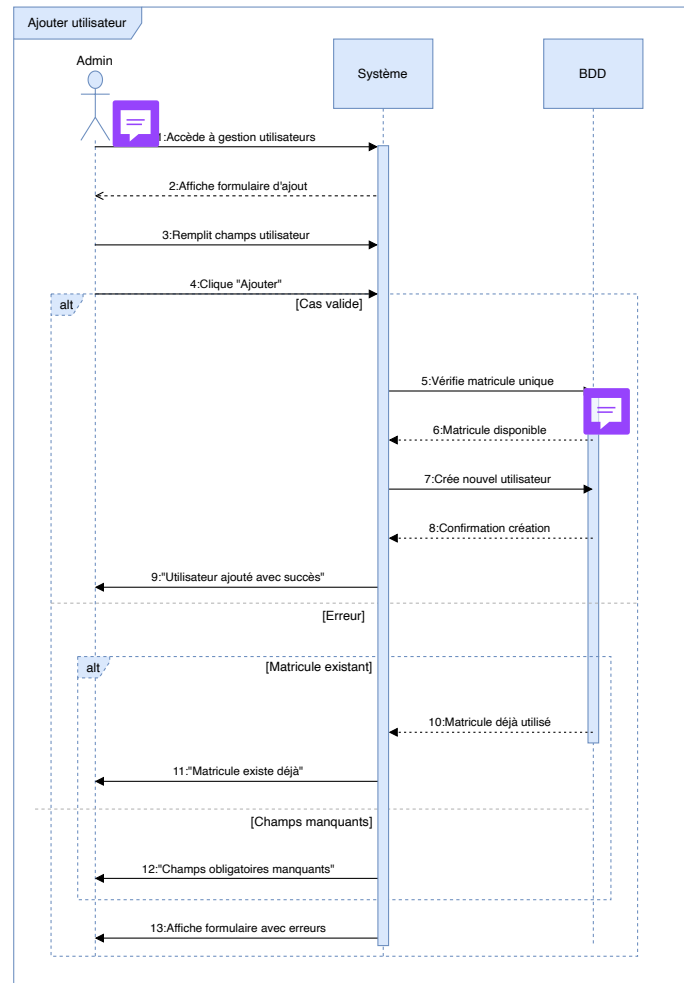 Ajouter utilisateur
Admin
Système
BDD
1:Accède à gestion utilisateurs
2:Affiche formulaire d'ajout
3:Remplit champs utilisateur
4:Clique "Ajouter"
alt
[Cas valide]
5:Vérifie matricule unique
6:Matricule disponible
7:Crée nouvel utilisateur
8:Confirmation création
9:"Utilisateur ajouté avec succès"
[Erreur]
alt
[Matricule existant]
10:Matricule déjà utilisé
11:"Matricule existe déjà"
[Champs manquants]
12:"Champs obligatoires manquants"
13:Affiche formulaire avec erreurs